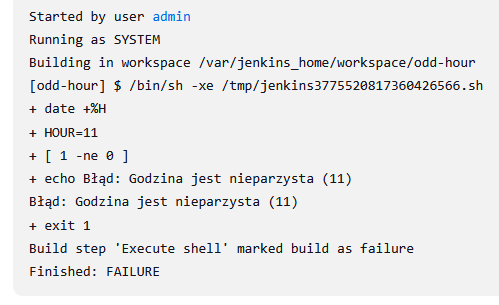 Started by user admin
Running as SYSTEM
Building in workspace /var/jenkins_home/workspace/odd-hour
[odd-hour] $ /bin/sh -xe /tmp/jenkins3775520817360426566.sh
+ date +%H
+ HOUR=11
+ [ 1 -ne 0 ]
+ echo Błąd: Godzina jest nieparzysta (11)
Błąd: Godzina jest nieparzysta (11)
+ exit 1
Build step 'Execute shell' marked build as failure
Finished: FAILURE